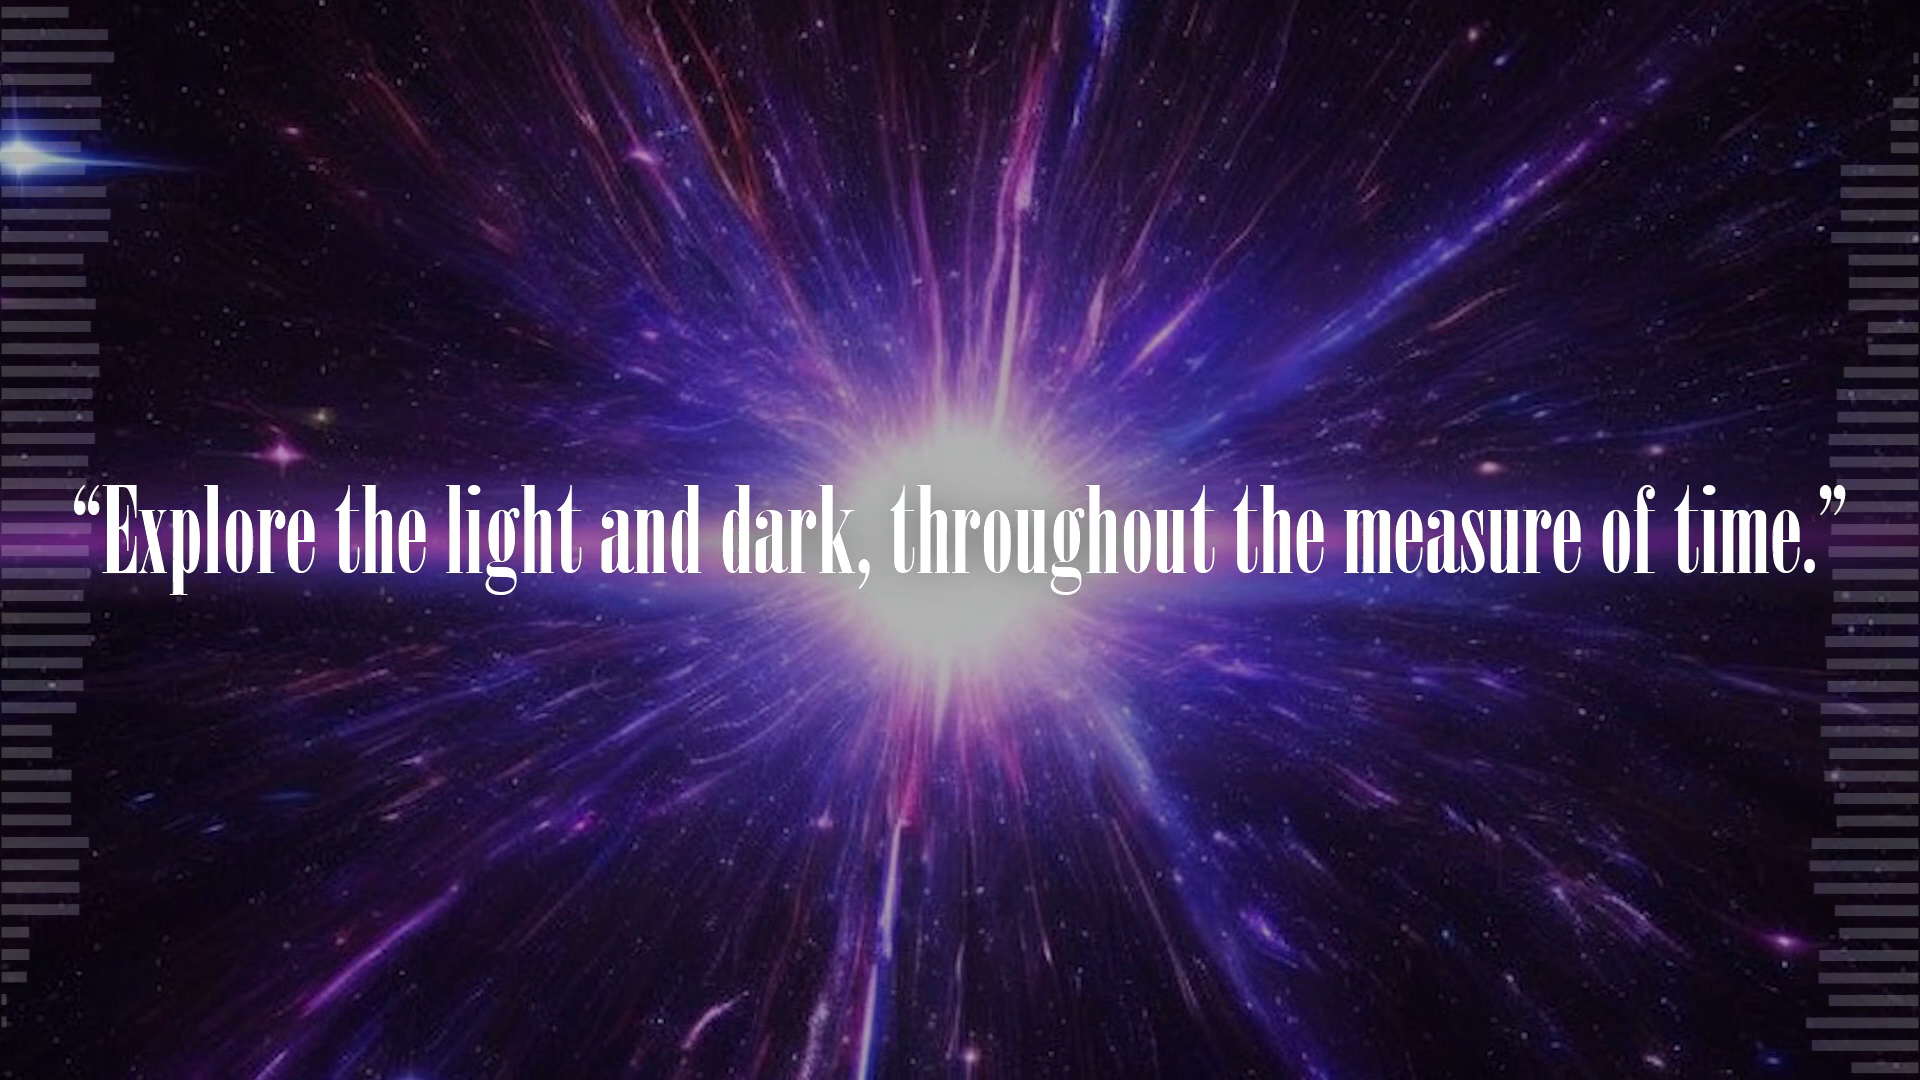 “Explore the light and dark, throughout the measure of time.”